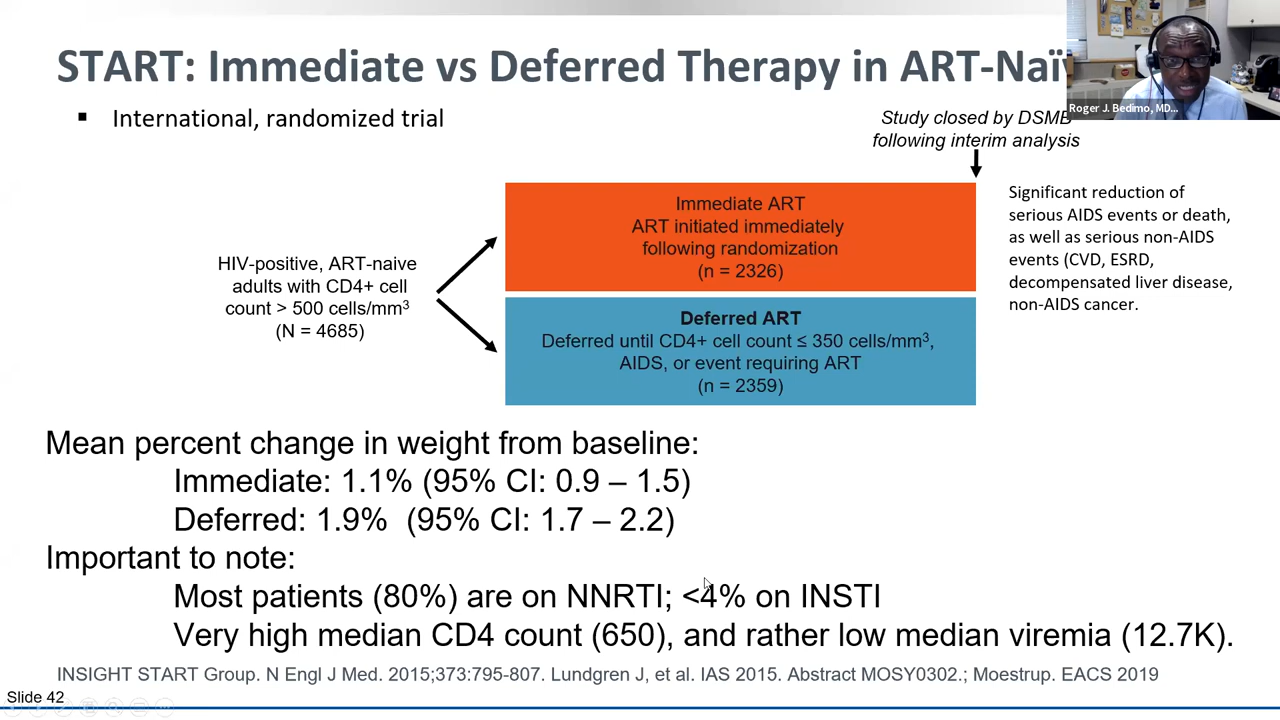 START: Immediate vs Deferred Therapy in ART-Naï
Roger J. Bedimo, MD...
▪ International, randomized trial
Study closed by DSMB
following interim analysis
Immediate ART
ART initiated immediately
following randomization
(n = 2326)
Significant reduction of
serious AIDS events or death,
as well as serious non-AIDS
events (CVD, ESRD,
decompensated liver disease,
non-AIDS cancer.
HIV-positive, ART-naive
adults with CD4+ cell
count > 500 cells/mm³
(N = 4685)
Deferred ART
Deferred until CD4+ cell count ≤ 350 cells/mm³,
AIDS, or event requiring ART
(n = 2359)
Mean percent change in weight from baseline:
Immediate: 1.1% (95% CI: 0.9 – 1.5)
Deferred: 1.9% (95% CI: 1.7 – 2.2)
Important to note:
Most patients (80%) are on NNRTI; <4% on INSTI
Very high median CD4 count (650), and rather low median viremia (12.7K).
INSIGHT START Group. N Engl J Med. 2015;373:795-807. Lundgren J, et al. IAS 2015. Abstract MOSY0302.; Moestrup. EACS 2019
Slide 42